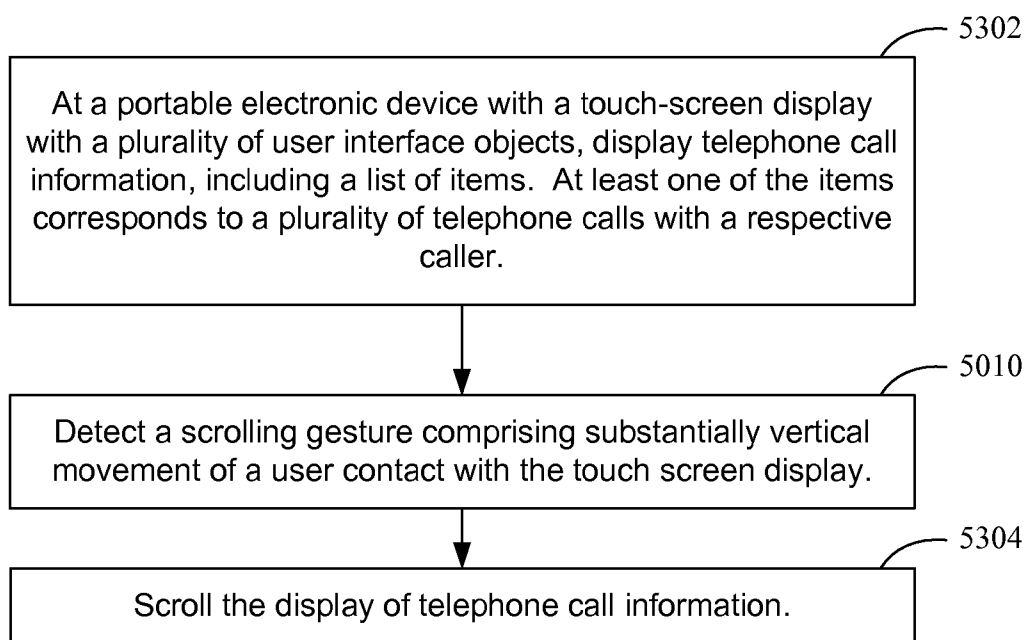 5302
At a portable electronic device with a touch-screen display
with a plurality of user interface objects, display telephone call
information, including a list of items.  At least one of the items
corresponds to a plurality of telephone calls with a respective
caller.
5010
Detect a scrolling gesture comprising substantially vertical
movement of a user contact with the touch screen display.
5304
Scroll the display of telephone call information.